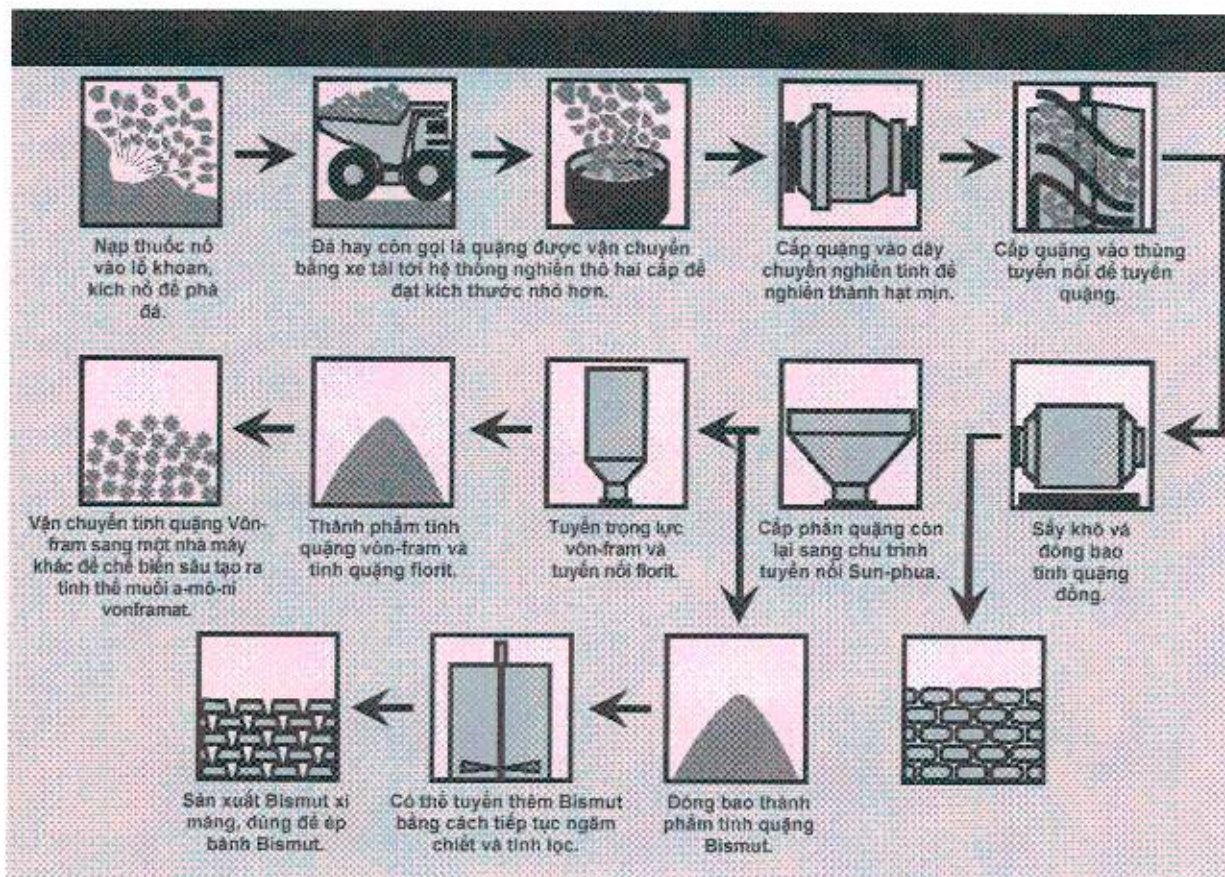 Nạp thuốc nổ
vào lỗ khoan,
kích nổ để phá
đá.
Đá hay còn gọi là quặng được vận chuyển
bằng xe tải tới hệ thống nghiền thô hai cấp để
đạt kích thước nhỏ hơn.
Cấp quặng vào dây
chuyền nghiền tinh để
nghiền thành hạt mịn.
Cấp quặng vào thùng
tuyển nổi để tuyển
quặng.
Vận chuyển tinh quặng Vôn-
fram sang một nhà máy
khác để chế biến sâu tạo ra
tinh thể muối a-mô-ni
vonframat.
Thành phẩm tinh
quặng vôn-fram và
tinh quặng florit.
Tuyển trọng lực
vôn-fram và
tuyển nổi florit.
Cấp phần quặng còn
lại sang chu trình
tuyển nổi Sun-phua.
Sấy khô và
đóng bao
tinh quặng
đồng.
Sản xuất Bismut xi
măng, dùng để ép
bánh Bismut.
Có thể tuyển thêm Bismut
bằng cách tiếp tục ngâm
chiết và tinh lọc.
Đóng bao thành
phẩm tinh quặng
Bismut.